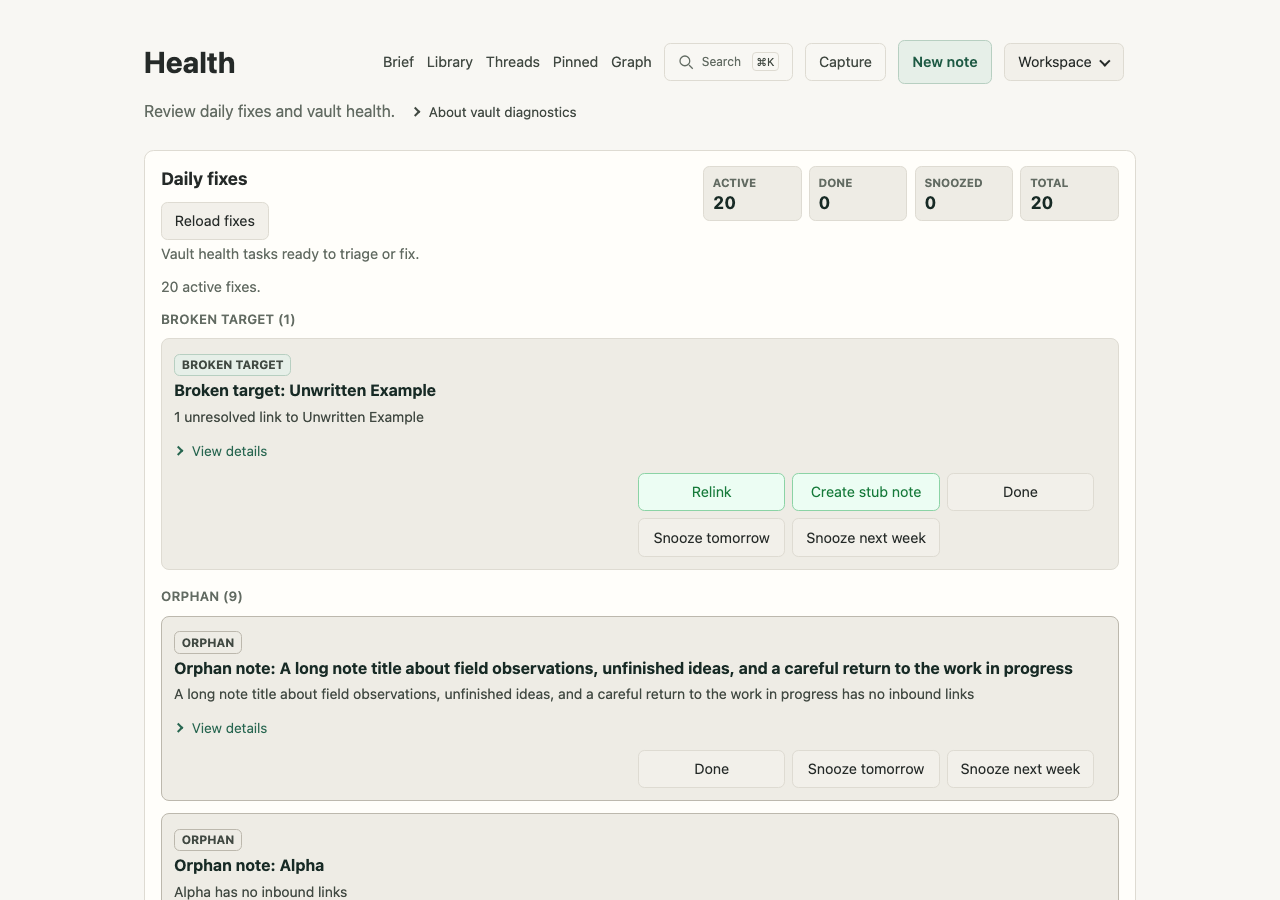 Health
Brief Library Threads Pinned Graph Search ⌘K Capture New note Workspace
Review daily fixes and vault health. About vault diagnostics
Daily fixes
ACTIVE DONE SNOOZED TOTAL
20 0 0 20
Reload fixes
Vault health tasks ready to triage or fix.
20 active fixes.
BROKEN TARGET (1)
BROKEN TARGET
Broken target: Unwritten Example
1 unresolved link to Unwritten Example
View details
Relink Create stub note Done
Snooze tomorrow Snooze next week
ORPHAN (9)
ORPHAN
Orphan note: A long note title about field observations, unfinished ideas, and a careful return to the work in progress
A long note title about field observations, unfinished ideas, and a careful return to the work in progress has no inbound links
View details
Done Snooze tomorrow Snooze next week
ORPHAN
Orphan note: Alpha
Alpha has no inbound links